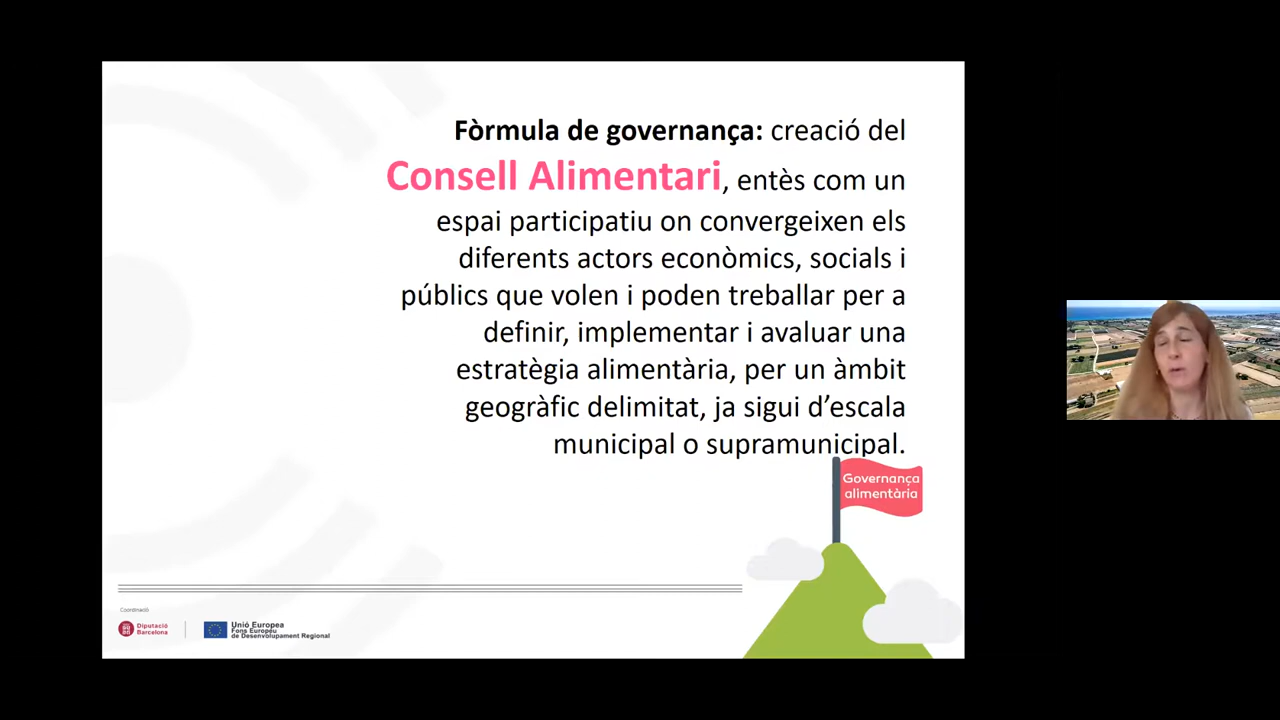 Fòrmula de governança: creació del
Consell Alimentari, entès com un
espai participatiu on convergeixen els
diferents actors econòmics, socials i
públics que volen i poden treballar per a
definir, implementar i avaluar una
estratègia alimentària, per un àmbit
geogràfic delimitat, ja sigui d’escala
municipal o supramunicipal.
Governança
alimentària
Coordinació
Diputació
Barcelona
Unió Europea
Fons Europeu
de Desenvolupament Regional